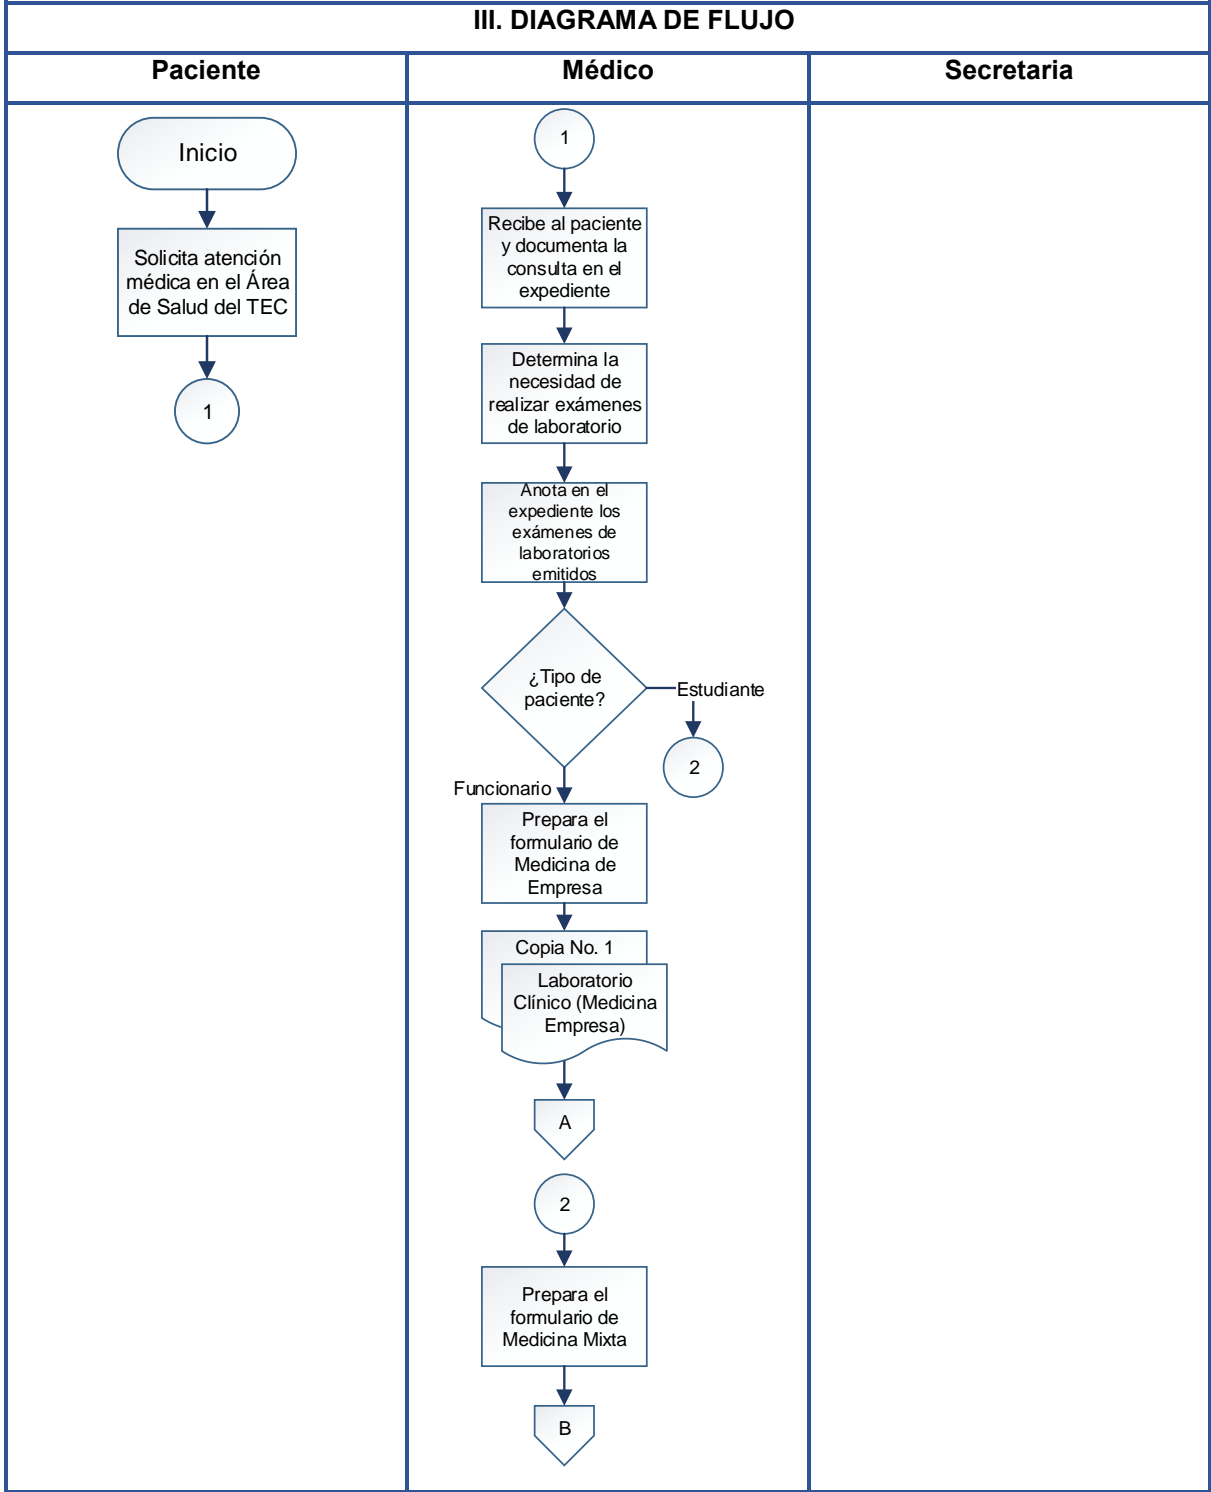 III. DIAGRAMA DE FLUJO
Paciente
Médico
Secretaria
Inicio
Solicita atención
médica en el Área
de Salud del TEC
1
1
Recibe al paciente
y documenta la
consulta en el
expediente
Determina la
necesidad de
realizar exámenes
de laboratorio
Anota en el
expediente los
exámenes de
laboratorios
emitidos
¿Tipo de
paciente?
Estudiante
2
Funcionario
Prepara el
formulario de
Medicina de
Empresa
Copia No. 1
Laboratorio
Clínico (Medicina
Empresa)
A
2
Prepara el
formulario de
Medicina Mixta
B